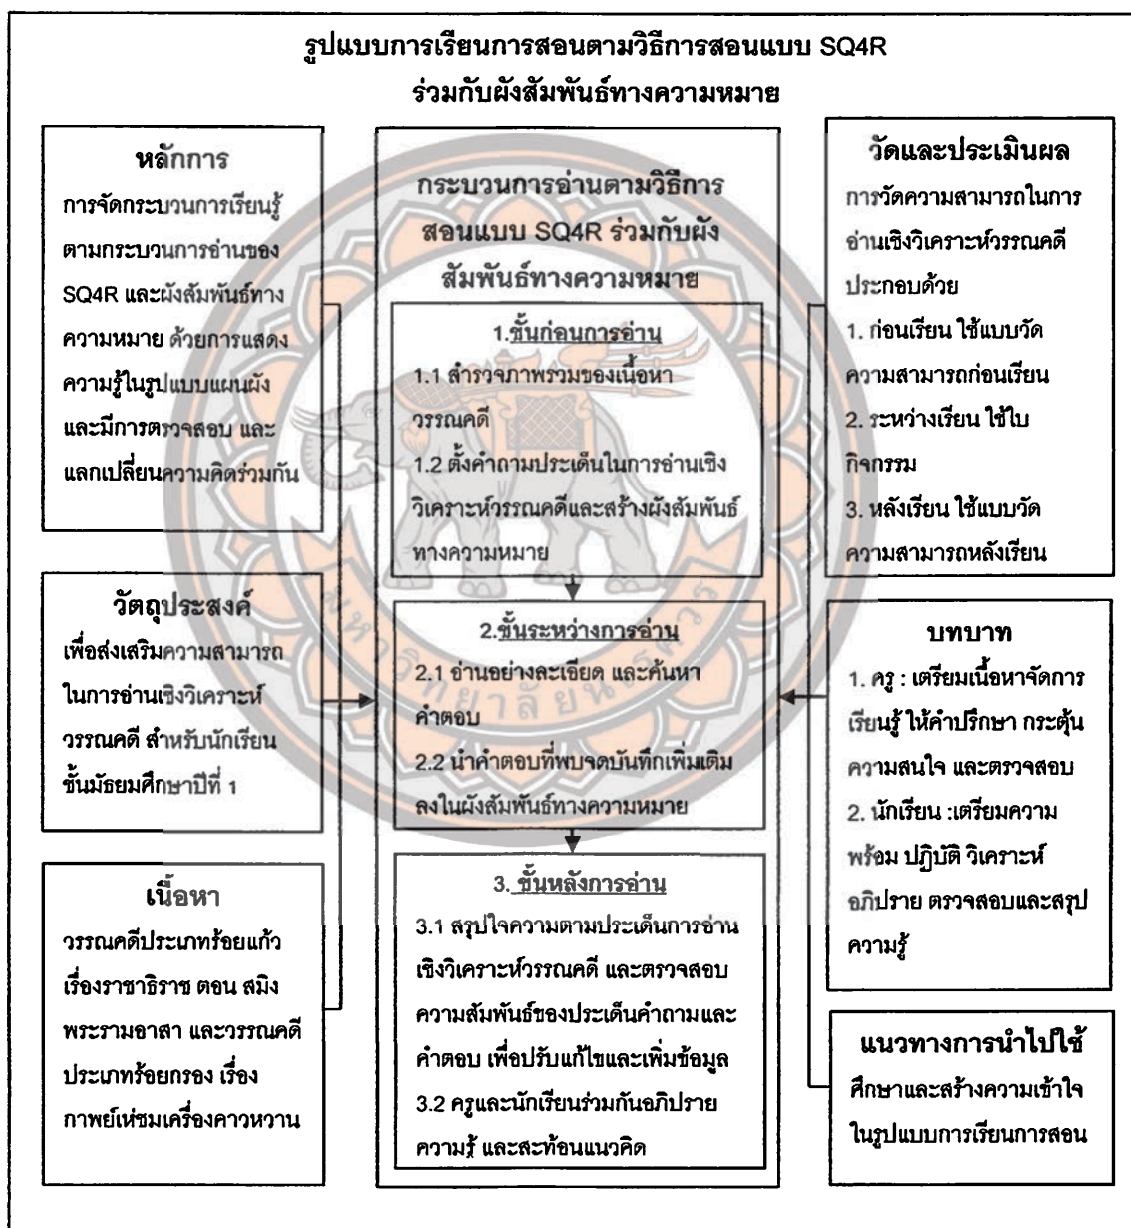 รูปแบบการเรียนการสอนตามวิธีการสอนแบบ SQ4R
ร่วมกับผังสัมพันธ์ทางความหมาย
หลักการ
การจัดกระบวนการเรียนรู้
ตามกระบวนการอ่านของ
SQ4R และผังสัมพันธ์ทาง
ความหมาย ด้วยการแสดง
ความรู้ในรูปแบบแผนผัง
และมีการตรวจสอบ และ
แลกเปลี่ยนความคิดร่วมกัน
วัตถุประสงค์
เพื่อส่งเสริมความสามารถ
ในการอ่านเชิงวิเคราะห์
วรรณคดี สำหรับนักเรียน
ชั้นมัธยมศึกษาปีที่ 1
เนื้อหา
วรรณคดีประเภทร้อยแก้ว
เรื่องราชาธิราช ตอน สมิง
พระรามอาสา และวรรณคดี
ประเภทร้อยกรอง เรื่อง
กาพย์เห่ชมเครื่องคาวหวาน
กระบวนการอ่านตามวิธีการ
สอนแบบ SQ4R ร่วมกับผัง
สัมพันธ์ทางความหมาย
1.ขั้นก่อนการอ่าน
1.1 สำรวจภาพรวมของเนื้อหา
วรรณคดี
1.2 ตั้งคำถามประเด็นในการอ่านเชิง
วิเคราะห์วรรณคดีและสร้างผังสัมพันธ์
ทางความหมาย
2.ขั้นระหว่างการอ่าน
2.1 อ่านอย่างละเอียด และค้นหา
คำตอบ
2.2 นำคำตอบที่พบจดบันทึกเพิ่มเติม
ลงในผังสัมพันธ์ทางความหมาย
3. ขั้นหลังการอ่าน
3.1 สรุปใจความตามประเด็นการอ่าน
เชิงวิเคราะห์วรรณคดี และตรวจสอบ
ความสัมพันธ์ของประเด็นคำถามและ
คำตอบ เพื่อปรับแก้ไขและเพิ่มข้อมูล
3.2 ครูและนักเรียนร่วมกันอภิปราย
ความรู้ และสะท้อนแนวคิด
วัดและประเมินผล
การวัดความสามารถในการ
อ่านเชิงวิเคราะห์วรรณคดี
ประกอบด้วย
1. ก่อนเรียน ใช้แบบวัด
ความสามารถก่อนเรียน
2. ระหว่างเรียน ใช้ใบ
กิจกรรม
3. หลังเรียน ใช้แบบวัด
ความสามารถหลังเรียน
บทบาท
1. ครู : เตรียมเนื้อหาจัดการ
เรียนรู้ ให้คำปรึกษา กระตุ้น
ความสนใจ และตรวจสอบ
2. นักเรียน :เตรียมความ
พร้อม ปฏิบัติ วิเคราะห์
อภิปราย ตรวจสอบและสรุป
ความรู้
แนวทางการนำไปใช้
ศึกษาและสร้างความเข้าใจ
ในรูปแบบการเรียนการสอน
มหาวิทยาลัยนเรศวร